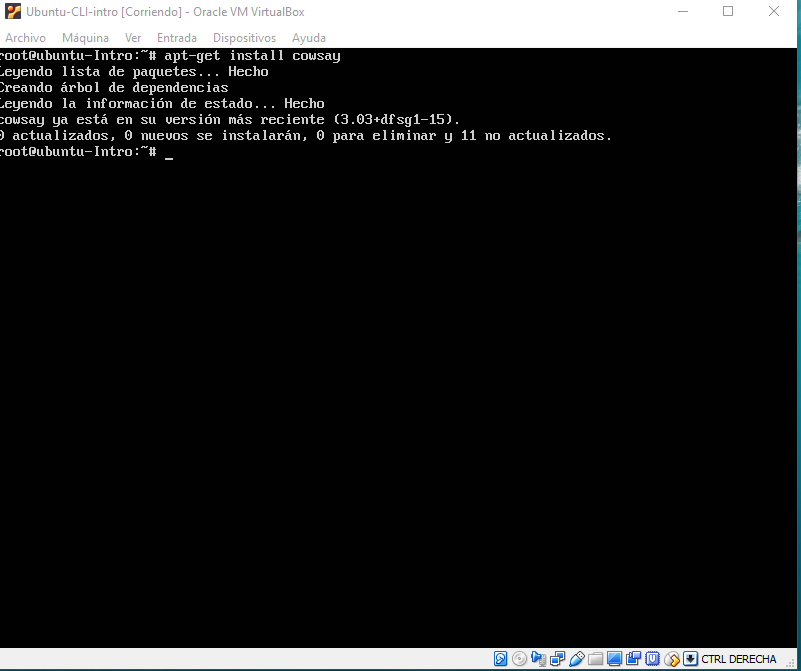 Ubuntu-CLI-intro [Corriendo] - Oracle VM VirtualBox
Archivo Máquina Ver Entrada Dispositivos Ayuda
root@ubuntu-Intro:~# apt-get install cowsay
Leyendo lista de paquetes... Hecho
Creando árbol de dependencias
Leyendo la información de estado... Hecho
cowsay ya está en su versión más reciente (3.03+dfsg1-15).
0 actualizados, 0 nuevos se instalarán, 0 para eliminar y 11 no actualizados.
root@ubuntu-Intro:~# _
CTRL DERECHA